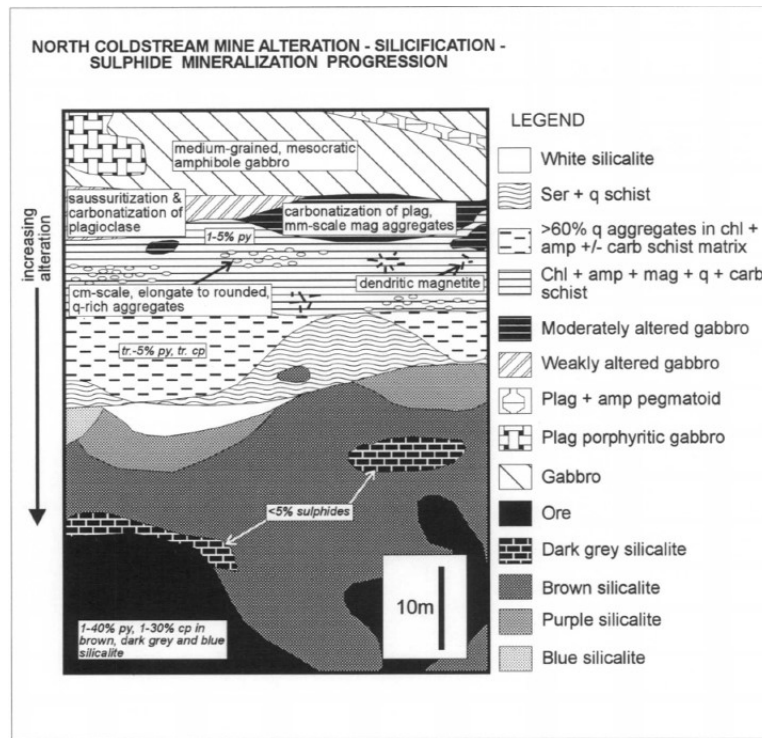 NORTH COLDSTREAM MINE ALTERATION - SILICIFICATION -
SULPHIDE MINERALIZATION PROGRESSION
increasing
alteration
medium-grained, mesocratic
amphibole gabbro
saussuritization &
carbonatization of
plagioclase
carbonatization of plag,
mm-scale mag aggregates
1-5% py
cm-scale, elongate to rounded,
q-rich aggregates
dendritic magnetite
tr.-5% py, tr. cp
<5% sulphides
1-40% py, 1-30% cp in
brown, dark grey and blue
silicalite
10m
LEGEND
White silicalite
Ser + q schist
>60% q aggregates in chl +
amp +/- carb schist matrix
Chl + amp + mag + q + carb
schist
Moderately altered gabbro
Weakly altered gabbro
Plag + amp pegmatoid
Plag porphyritic gabbro
Gabbro
Ore
Dark grey silicalite
Brown silicalite
Purple silicalite
Blue silicalite